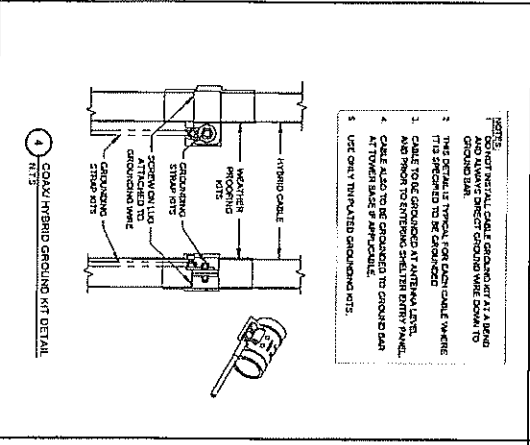 NOTES:
1 DO NOT INSTALL CABLE GROUND KIT AT A BEND
AND ALWAYS DIRECT GROUND WIRE DOWN TO
GROUND BAR.
2 THIS DETAIL IS TYPICAL FOR EACH CABLE WHERE
IT IS SPECIFIED TO BE GROUNDED
3. CABLE TO BE GROUNDED AT ANTENNA LEVEL
AND PRIOR TO ENTERING SHELTER ENTRY PANEL.
4. CABLE ALSO TO BE GROUNDED TO GROUND BAR
AT TOWER BASE IF APPLICABLE.
5 USE ONLY TIN PLATED GROUNDING KITS.
HYBRID CABLE
WEATHER
PROOFING
KITS
GROUNDING
STRAP KITS
SCREW ON LUG
ATTACHED TO
GROUNDING WIRE
GROUNDING
STRAP KITS
4
COAX/ HYBRID GROUND KIT DETAIL
N.T.S